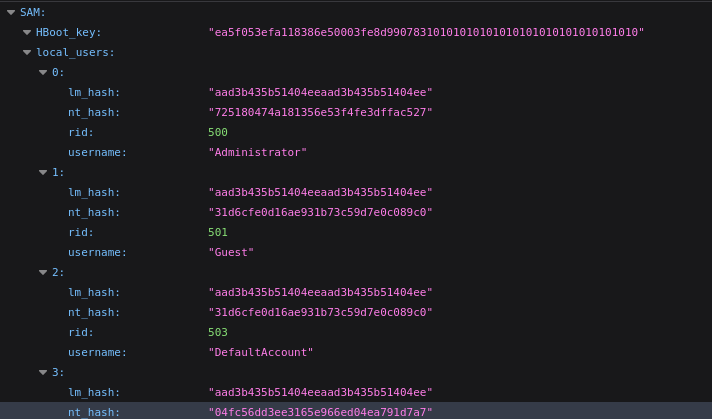 SAM:
HBoot_key: "ea5f053efa118386e50003fe8d99078310101010101010101010101010101010"
local_users:
0:
lm_hash: "aad3b435b51404eeaad3b435b51404ee"
nt_hash: "725180474a181356e53f4fe3dffac527"
rid: 500
username: "Administrator"
1:
lm_hash: "aad3b435b51404eeaad3b435b51404ee"
nt_hash: "31d6cfe0d16ae931b73c59d7e0c089c0"
rid: 501
username: "Guest"
2:
lm_hash: "aad3b435b51404eeaad3b435b51404ee"
nt_hash: "31d6cfe0d16ae931b73c59d7e0c089c0"
rid: 503
username: "DefaultAccount"
3:
lm_hash: "aad3b435b51404eeaad3b435b51404ee"
nt_hash: "04fc56dd3ee3165e966ed04ea791d7a7"